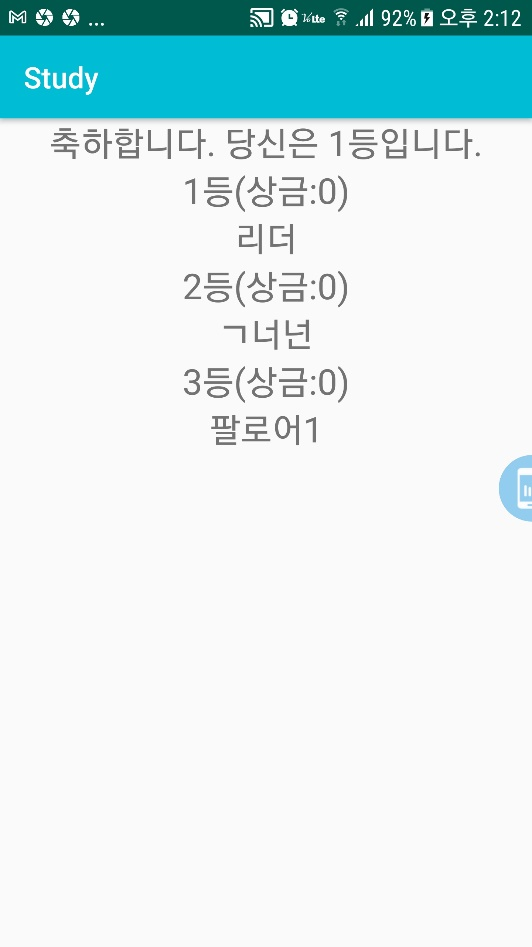 92% 오후 2:12
Study
축하합니다. 당신은 1등입니다.
1등(상금:0)
리더
2등(상금:0)
ㄱ너넌
3등(상금:0)
팔로어1